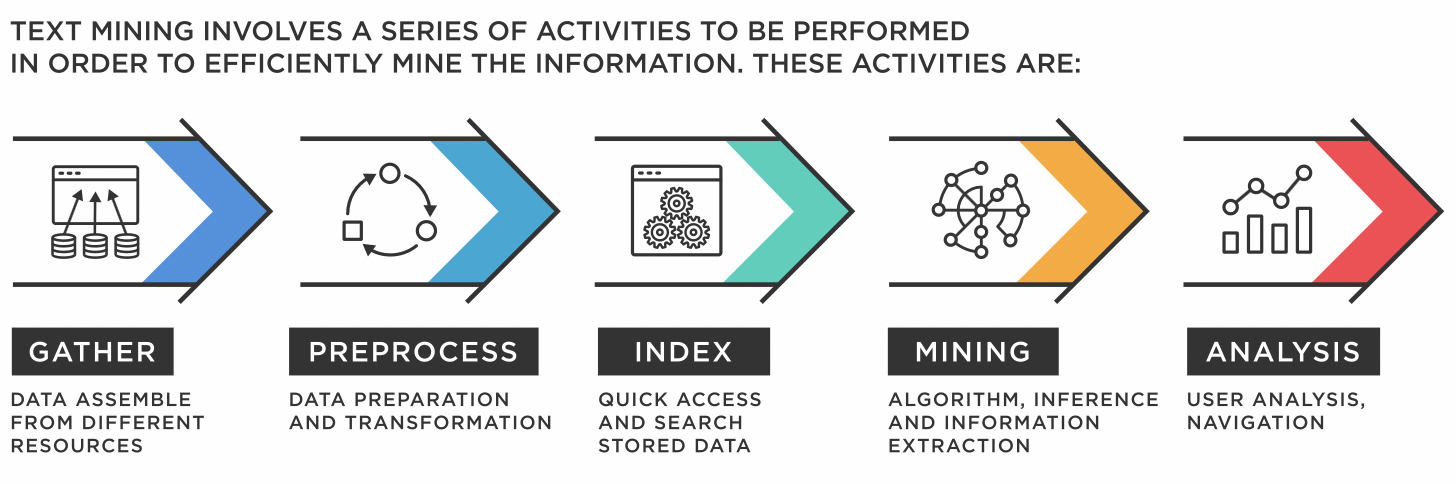 TEXT MINING INVOLVES A SERIES OF ACTIVITIES TO BE PERFORMED
IN ORDER TO EFFICIENTLY MINE THE INFORMATION. THESE ACTIVITIES ARE:
GATHER
DATA ASSEMBLE
FROM DIFFERENT
RESOURCES
PREPROCESS
DATA PREPARATION
AND TRANSFORMATION
INDEX
QUICK ACCESS
AND SEARCH
STORED DATA
MINING
ALGORITHM, INFERENCE
AND INFORMATION
EXTRACTION
ANALYSIS
USER ANALYSIS,
NAVIGATION